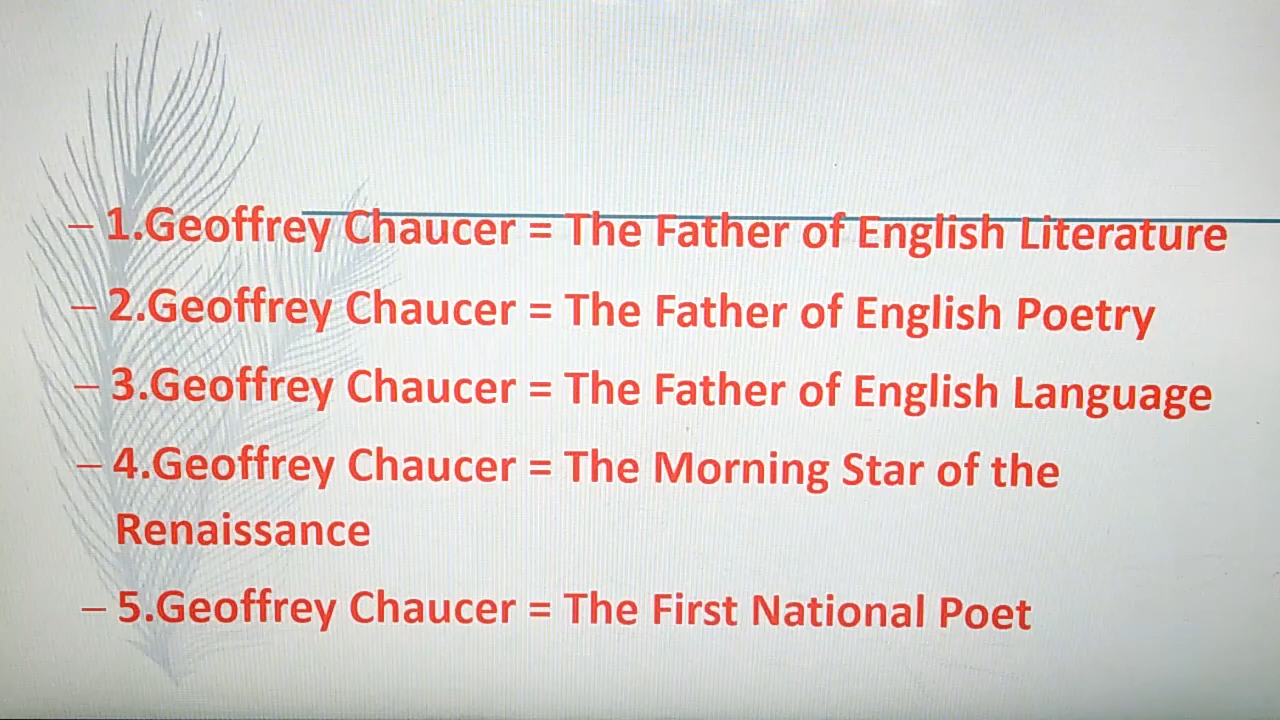 – 1.Geoffrey Chaucer = The Father of English Literature
– 2.Geoffrey Chaucer = The Father of English Poetry
– 3.Geoffrey Chaucer = The Father of English Language
– 4.Geoffrey Chaucer = The Morning Star of the
Renaissance
– 5.Geoffrey Chaucer = The First National Poet